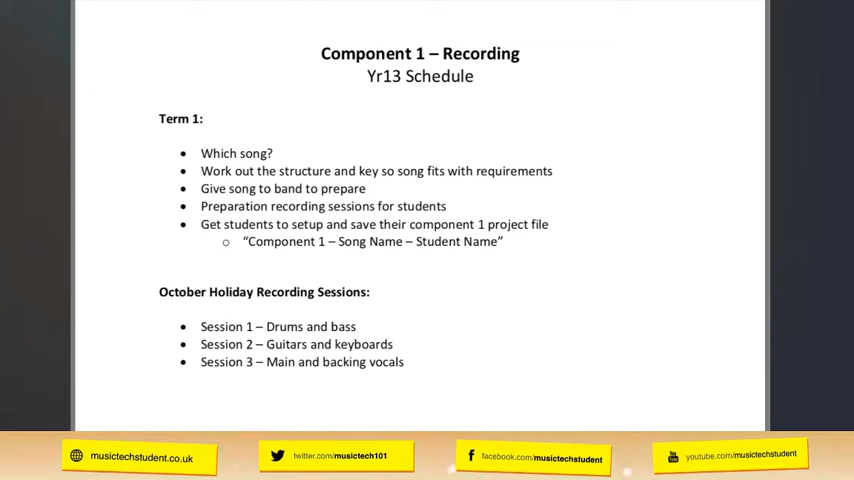 Component 1 – Recording
Yr13 Schedule
Term 1:
• Which song?
• Work out the structure and key so song fits with requirements
• Give song to band to prepare
• Preparation recording sessions for students
• Get students to setup and save their component 1 project file
o “Component 1 – Song Name – Student Name”
October Holiday Recording Sessions:
• Session 1 – Drums and bass
• Session 2 – Guitars and keyboards
• Session 3 – Main and backing vocals
musictechstudent.co.uk
twitter.com/musictech101
facebook.com/musictechstudent
You Tube youtube.com/musictechstudent